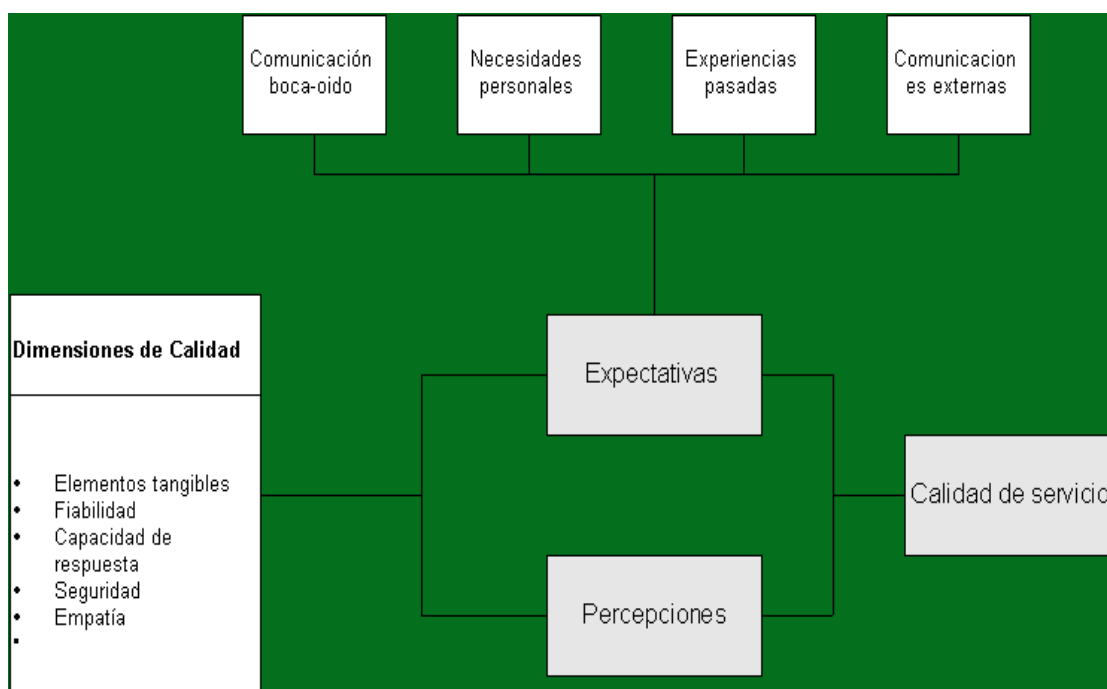 Comunicación
boca-oido
Necesidades
personales
Experiencias
pasadas
Comunicacion
es externas
Dimensiones de Calidad
• Elementos tangibles
• Fiabilidad
• Capacidad de
respuesta
• Seguridad
• Empatía
•
Expectativas
Percepciones
Calidad de servicio